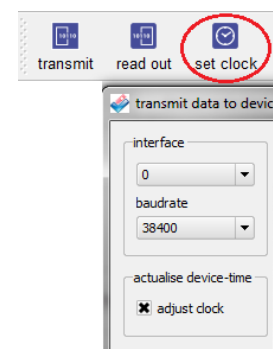 transmit read out set clock
transmit data to devic
interface
0
baudrate
38400
actualise device-time
adjust clock